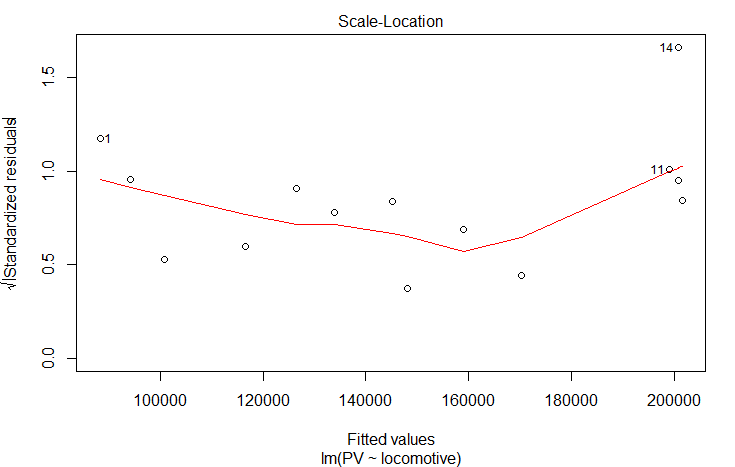 Scale-Location
√|Standardized residuals|
1.5
1.0
0.5
0.0
14
1
11
100000 120000 140000 160000 180000 200000
Fitted values
lm(PV ~ locomotive)